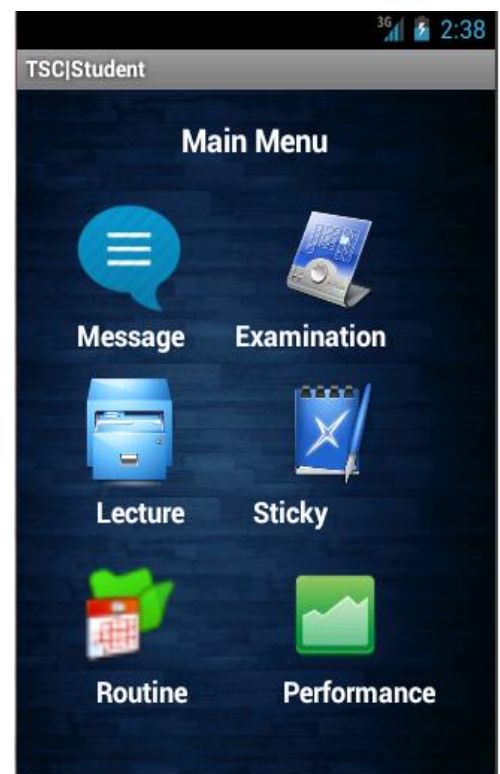 3G 2:38
TSC|Student
Main Menu
Message Examination
Lecture Sticky
Routine Performance